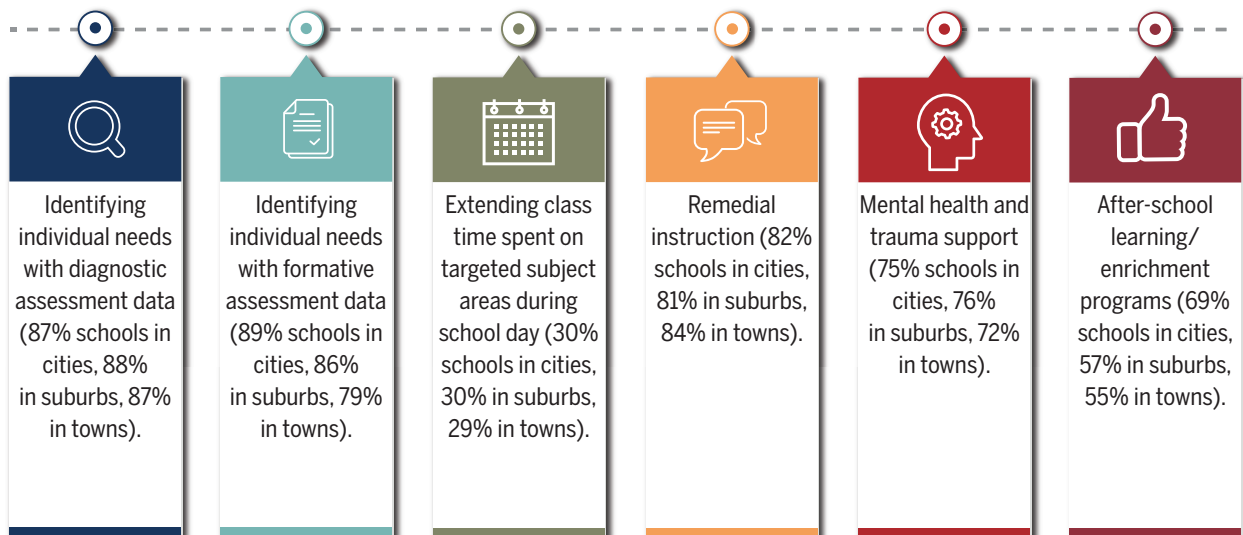 Identifying
individual needs
with diagnostic
assessment data
(87% schools in
cities, 88%
in suburbs, 87%
in towns).
Identifying
individual needs
with formative
assessment data
(89% schools in
cities, 86%
in suburbs, 79%
in towns).
Extending class
time spent on
targeted subject
areas during
school day (30%
schools in cities,
30% in suburbs,
29% in towns).
Remedial
instruction (82%
schools in cities,
81% in suburbs,
84% in towns).
Mental health and
trauma support
(75% schools in
cities, 76%
in suburbs, 72%
in towns).
After-school
learning/
enrichment
programs (69%
schools in cities,
57% in suburbs,
55% in towns).